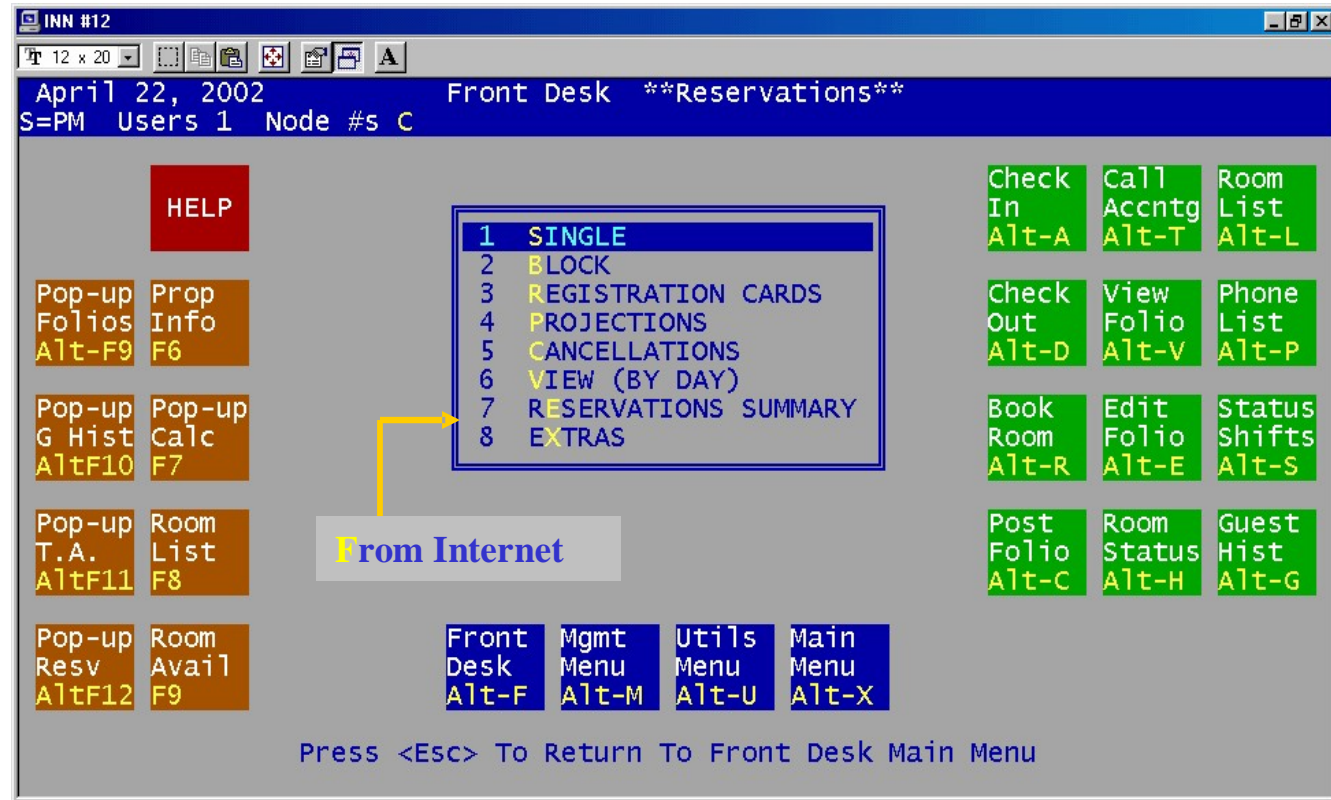 INN #12
12 x 20
A
April 22, 2002 Front Desk **Reservations**
S=PM Users 1 Node #s C
HELP
Pop-up
Folios
Alt-F9
Prop
Info
F6
Pop-up
G Hist
AltF10
Pop-up
Calc
F7
Pop-up
T.A.
AltF11
Room
List
F8
Pop-up
Resv
AltF12
Room
Avail
F9
1 SINGLE
2 BLOCK
3 REGISTRATION CARDS
4 PROJECTIONS
5 CANCELLATIONS
6 VIEW (BY DAY)
7 RESERVATIONS SUMMARY
8 EXTRAS
From Internet
Check
In
Alt-A
Call
Accntg
Alt-T
Room
List
Alt-L
Check
Out
Alt-D
View
Folio
Alt-V
Phone
List
Alt-P
Book
Room
Alt-R
Edit
Folio
Alt-E
Status
Shifts
Alt-S
Post
Folio
Alt-C
Room
Status
Alt-H
Guest
Hist
Alt-G
Front
Desk
Alt-F
Mgmt
Menu
Alt-M
Utils
Menu
Alt-U
Main
Menu
Alt-X
Press <Esc> To Return To Front Desk Main Menu